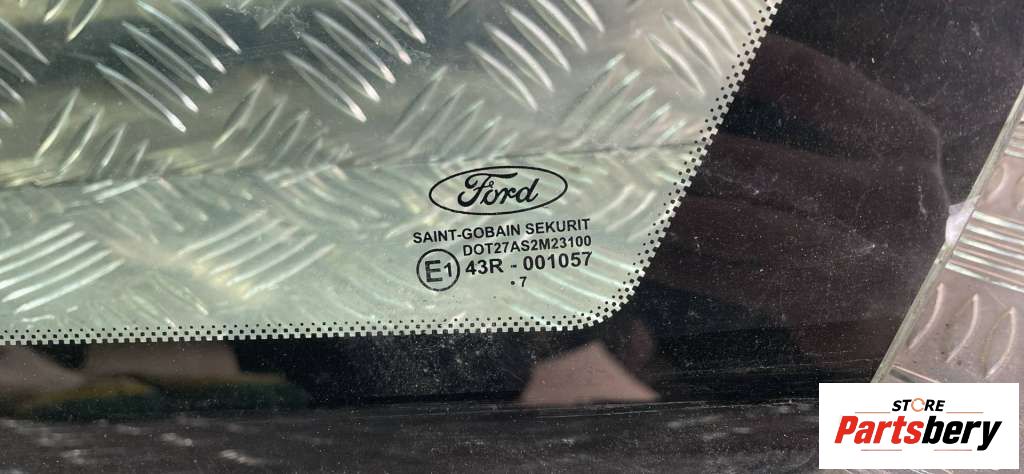 Ford
SAINT-GOBAIN SEKURIT
DOT27AS2M23100
E1 43R - 001057
• 7
STORE
Partsbery